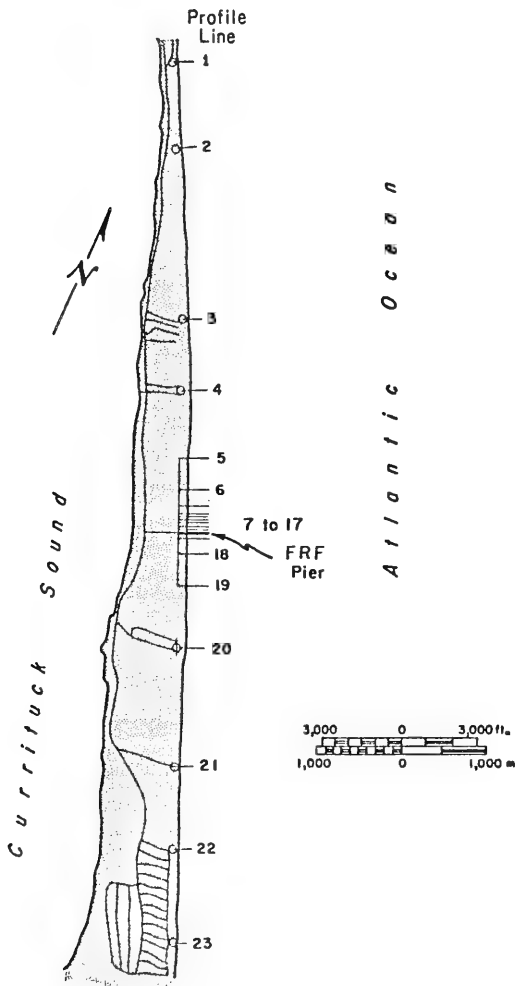 Profile
Line
1
2
N
3
4
5
6
7 to 17
FRF
Pier
18
19
20
21
22
23
Atlantic Ocean
Currituck Sound
3,000 0 3,000 ft.
1,000 0 1,000 m